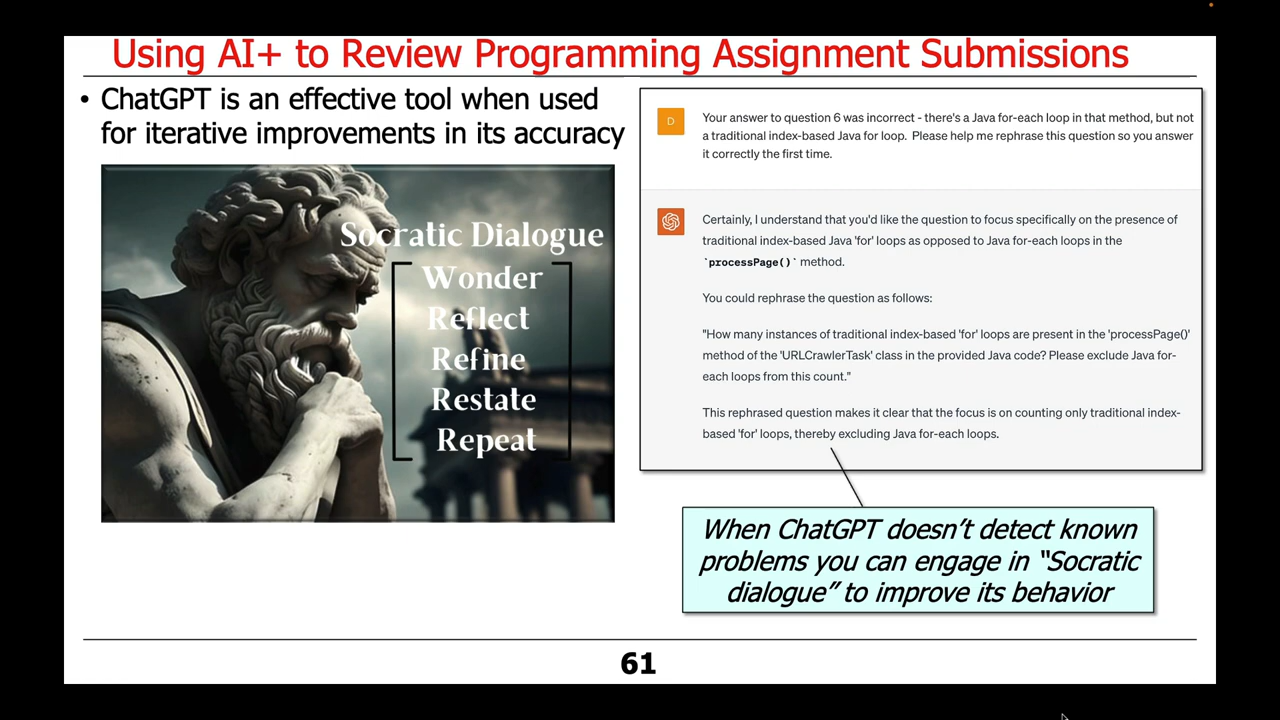 Using AI+ to Review Programming Assignment Submissions
• ChatGPT is an effective tool when used
for iterative improvements in its accuracy
Socratic Dialogue
Wonder
Reflect
Refine
Restate
Repeat
D
Your answer to question 6 was incorrect - there's a Java for-each loop in that method, but not
a traditional index-based Java for loop. Please help me rephrase this question so you answer
it correctly the first time.
Certainly, I understand that you'd like the question to focus specifically on the presence of
traditional index-based Java 'for' loops as opposed to Java for-each loops in the
`processPage()` method.
You could rephrase the question as follows:
"How many instances of traditional index-based 'for' loops are present in the 'processPage()'
method of the 'URLCrawlerTask' class in the provided Java code? Please exclude Java for-
each loops from this count."
This rephrased question makes it clear that the focus is on counting only traditional index-
based 'for' loops, thereby excluding Java for-each loops.
When ChatGPT doesn't detect known
problems you can engage in “Socratic
dialogue” to improve its behavior
61